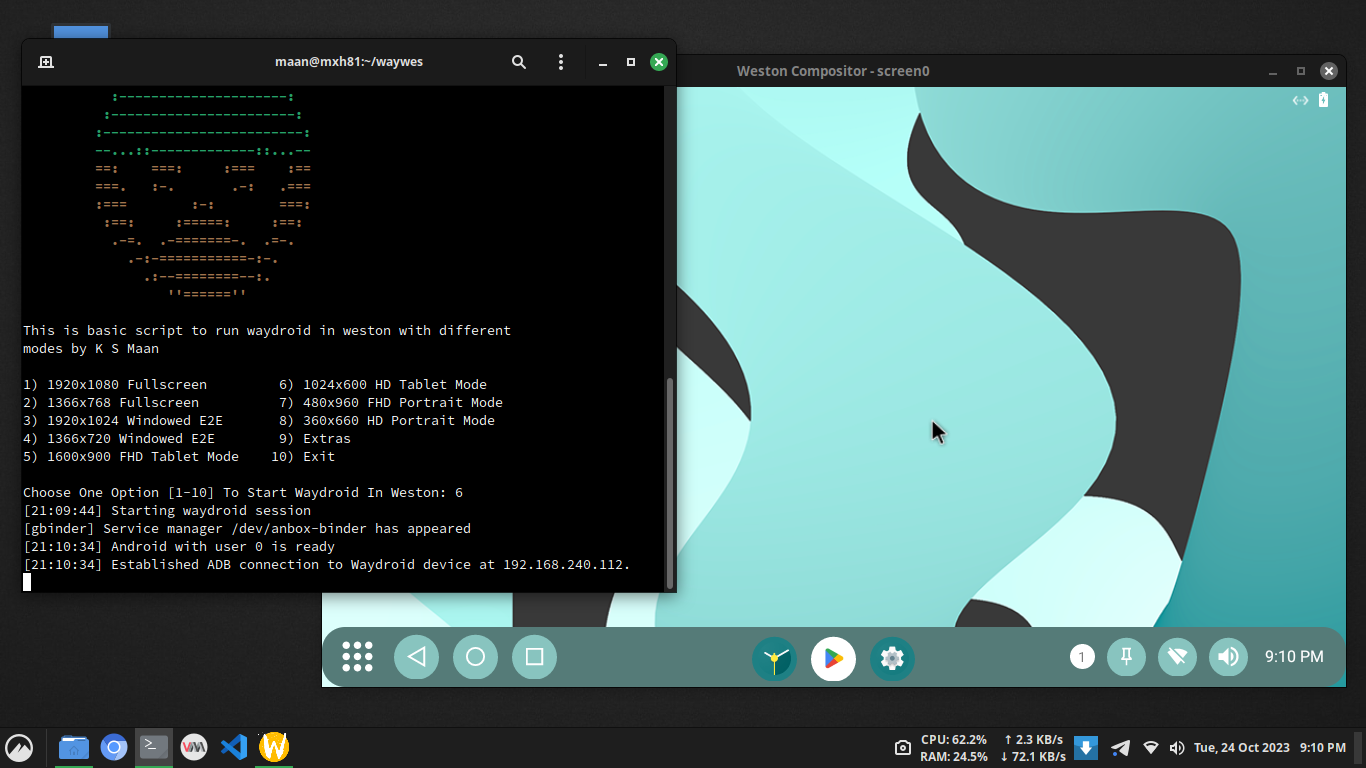 maan@mxh81:~/waywes
Weston Compositor - screen0
This is basic script to run waydroid in weston with different
modes by K S Maan
1) 1920x1080 Fullscreen 6) 1024x600 HD Tablet Mode
2) 1366x768 Fullscreen 7) 480x960 FHD Portrait Mode
3) 1920x1024 Windowed E2E 8) 360x660 HD Portrait Mode
4) 1366x720 Windowed E2E 9) Extras
5) 1600x900 FHD Tablet Mode 10) Exit
Choose One Option [1-10] To Start Waydroid In Weston: 6
[21:09:44] Starting waydroid session
[gbinder] Service manager /dev/anbox-binder has appeared
[21:10:34] Android with user 0 is ready
[21:10:34] Established ADB connection to Waydroid device at 192.168.240.112.
1
9:10 PM
W
CPU: 62.2% ↑ 2.3 KB/s
RAM: 24.5% ↓ 72.1 KB/s
Tue, 24 Oct 2023 9:10 PM